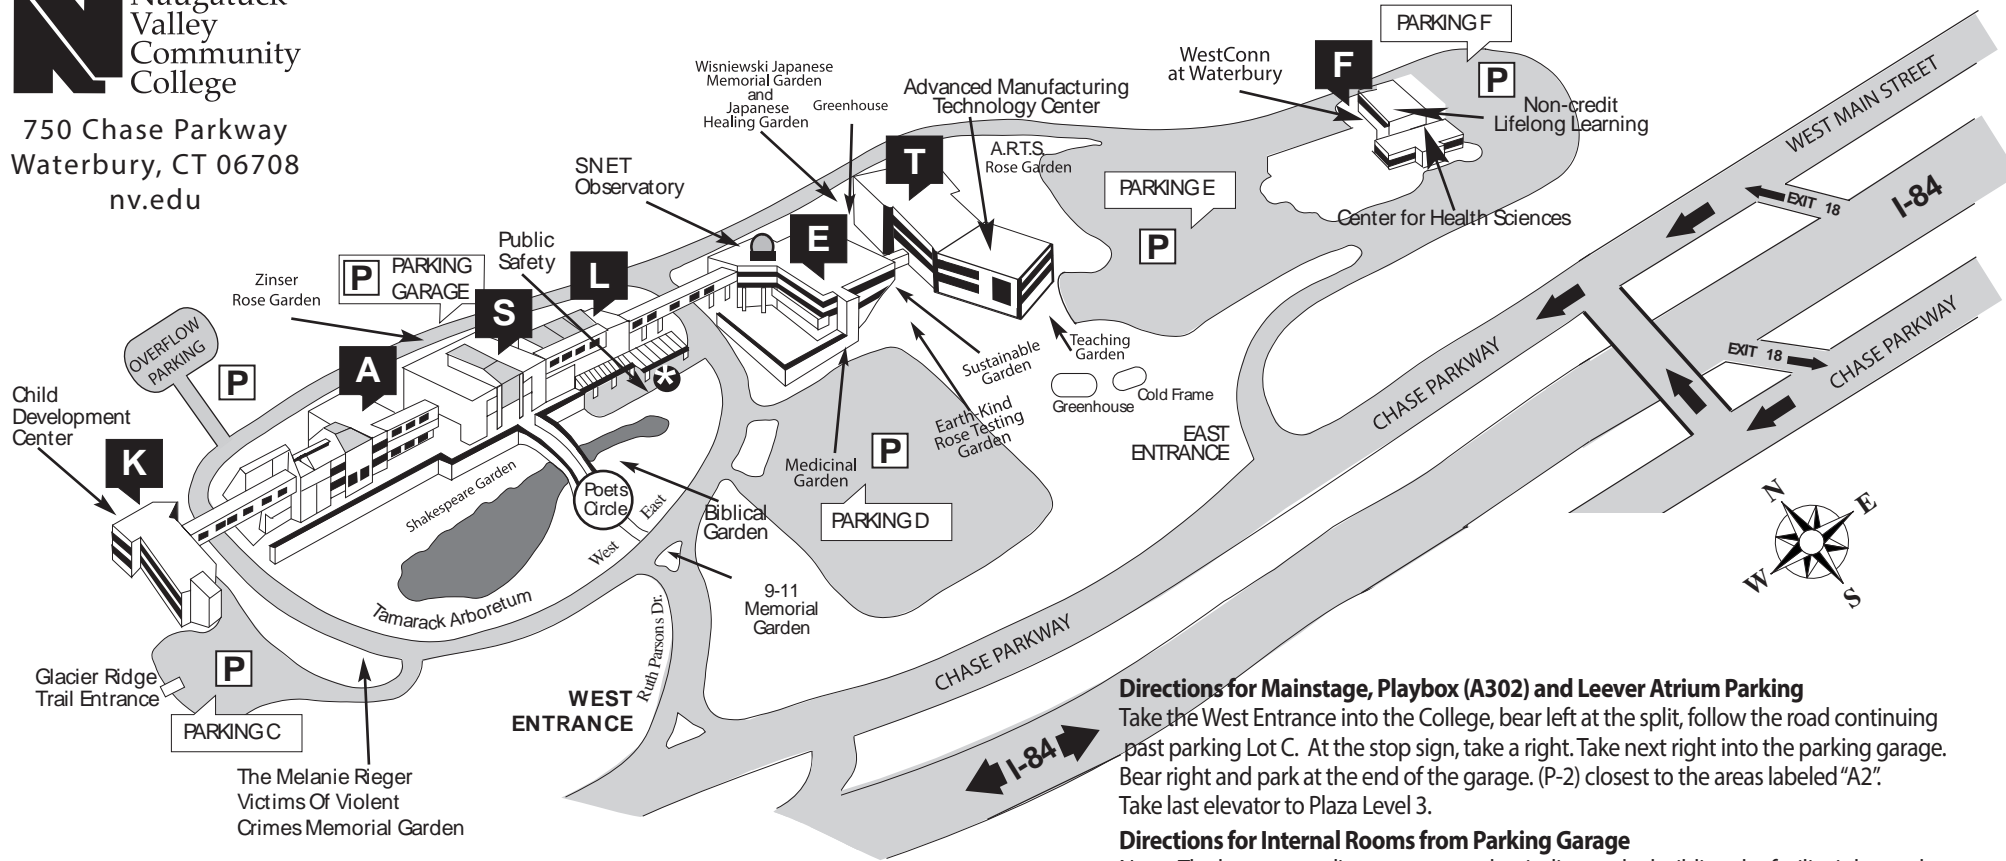 Naugatuck
Valley
Community
College
750 Chase Parkway
Waterbury, CT 06708
nv.edu
PARKING F
WestConn
at Waterbury
F
P
Non-credit
Lifelong Learning
Center for Health Sciences
Wisniewski Japanese
Memorial Garden
and
Japanese
Healing Garden
Greenhouse
Advanced Manufacturing
Technology Center
T
A.R.T.S.
Rose Garden
PARKING E
P
SNET
Observatory
E
Public
Safety
L
P
PARKING
GARAGE
S
Zinser
Rose Garden
A
OVERFLOW
PARKING
P
Child
Development
Center
K
*
Shakespeare Garden
Poets
Circle
East
West
Biblical
Garden
Medicinal
Garden
P
PARKING D
Sustainable
Garden
Earth-Kind
Rose Testing
Garden
Teaching
Garden
Greenhouse
Cold Frame
EAST
ENTRANCE
9-11
Memorial
Garden
Tamarack Arboretum
Ruth Parsons Dr.
WEST
ENTRANCE
Glacier Ridge
Trail Entrance
P
PARKING C
The Melanie Rieger
Victims Of Violent
Crimes Memorial Garden
CHASE PARKWAY
CHASE PARKWAY
CHASE PARKWAY
WEST MAIN STREET
EXIT 18
EXIT 18
I-84
I-84
N
E
W
S
Directions for Mainstage, Playbox (A302) and Leever Atrium Parking
Take the West Entrance into the College, bear left at the split, follow the road continuing
past parking Lot C. At the stop sign, take a right. Take next right into the parking garage.
Bear right and park at the end of the garage. (P-2) closest to the areas labeled “A2”.
Take last elevator to Plaza Level 3.
Directions for Internal Rooms from Parking Garage